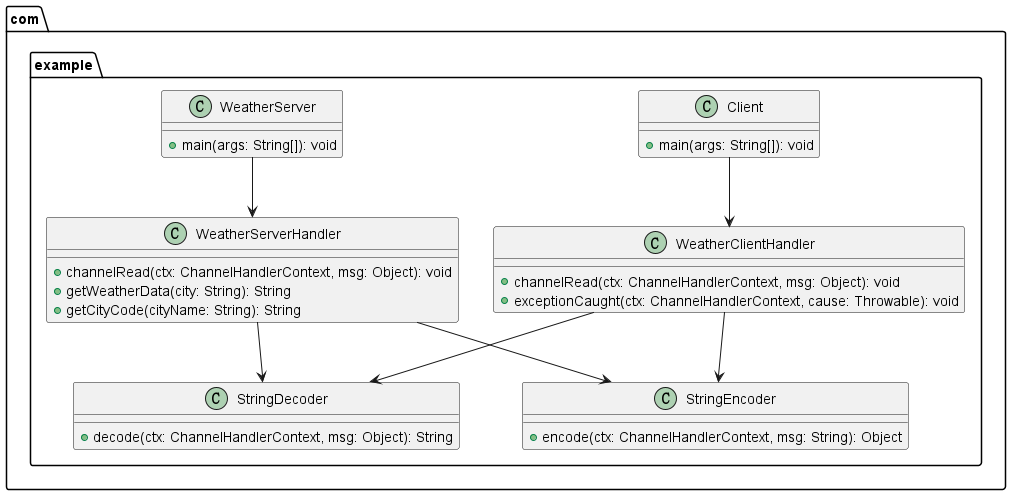 com
example
C WeatherServer
main(args: String[]): void
C Client
main(args: String[]): void
C WeatherServerHandler
channelRead(ctx: ChannelHandlerContext, msg: Object): void
getWeatherData(city: String): String
getCityCode(cityName: String): String
C WeatherClientHandler
channelRead(ctx: ChannelHandlerContext, msg: Object): void
exceptionCaught(ctx: ChannelHandlerContext, cause: Throwable): void
C StringDecoder
decode(ctx: ChannelHandlerContext, msg: Object): String
C StringEncoder
encode(ctx: ChannelHandlerContext, msg: String): Object